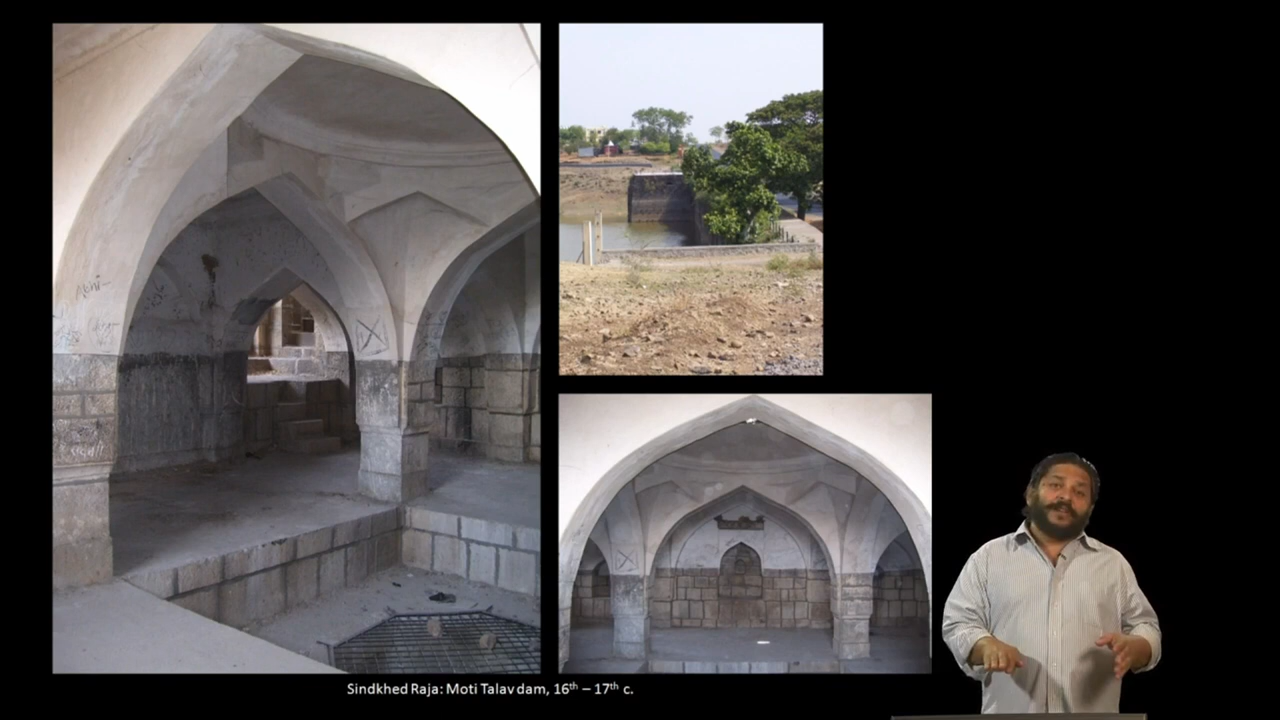 Sindkhed Raja: Moti Talav dam, 16th – 17th c.